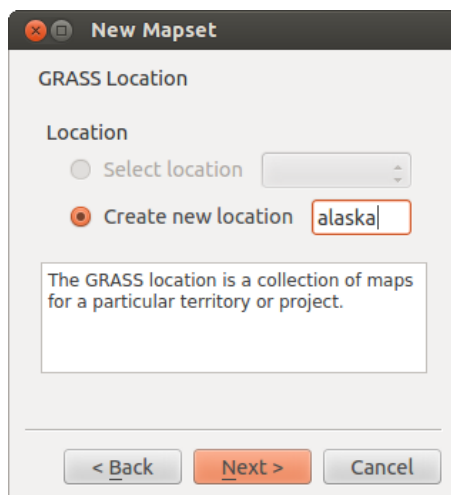 New Mapset
GRASS Location
Location
Select location
Create new location alaska
The GRASS location is a collection of maps
for a particular territory or project.
< Back Next > Cancel